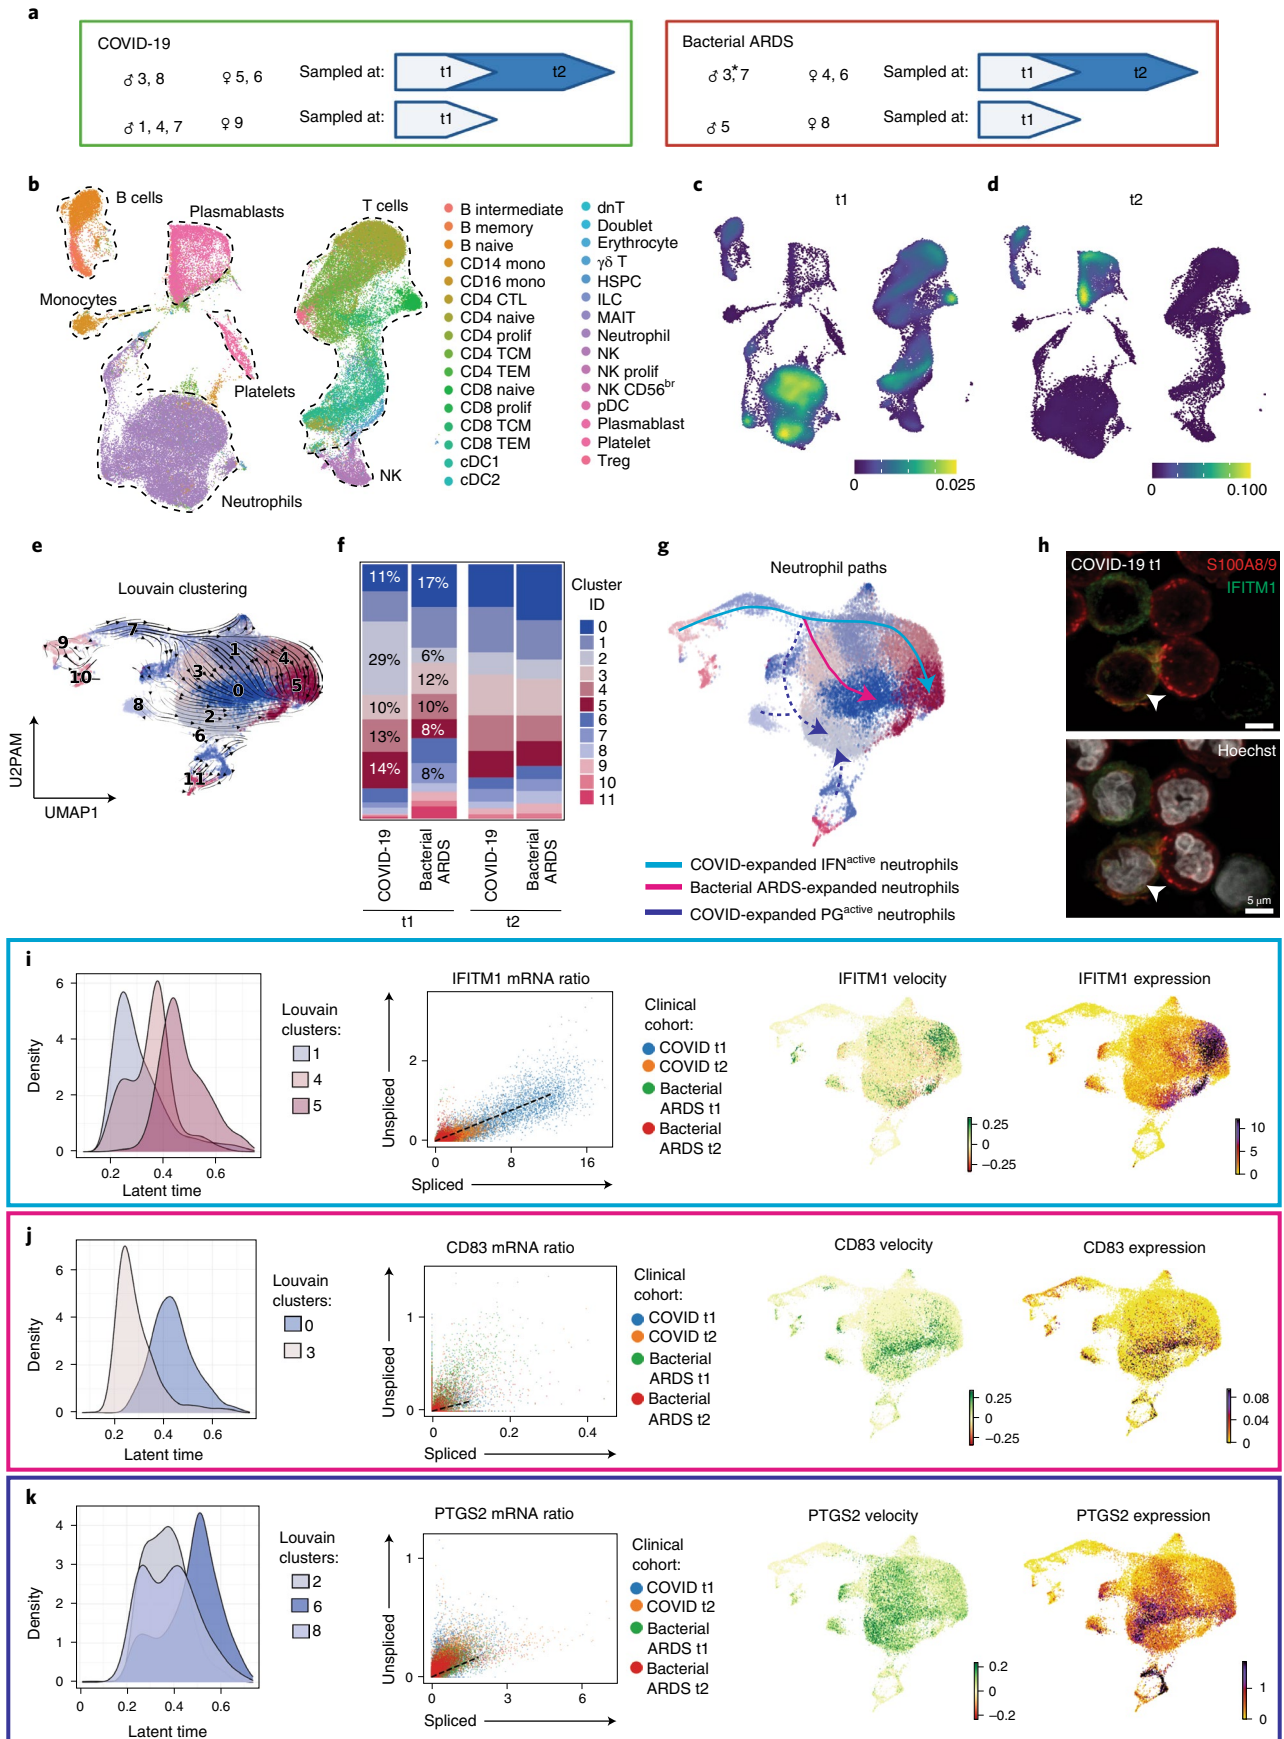 a
COVID-19
♂ 3, 8
♀ 5, 6
Sampled at:
t1
t2
♂ 1, 4, 7
♀ 9
Sampled at:
t1
Bacterial ARDS
♂ 3,* 7
♀ 4, 6
Sampled at:
t1
t2
♂ 5
♀ 8
Sampled at:
t1
b
B cells
Plasmablasts
T cells
Monocytes
Platelets
Neutrophils
NK
B intermediate
B memory
B naive
CD14 mono
CD16 mono
CD4 CTL
CD4 naive
CD4 prolif
CD4 TCM
CD4 TEM
CD8 naive
CD8 prolif
CD8 TCM
CD8 TEM
cDC1
cDC2
dnT
Doublet
Erythrocyte
γδ T
HSPC
ILC
MAIT
Neutrophil
NK
NK prolif
NK CD56br
pDC
Plasmablast
Platelet
Treg
c
t1
0
0.025
d
t2
0
0.100
e
Louvain clustering
9
7
1
4
10
3
5
0
8
2
6
11
U2PAM
UMAP1
f
11%
17%
29%
6%
12%
10%
10%
13%
8%
14%
8%
COVID-19
Bacterial
ARDS
COVID-19
Bacterial
ARDS
t1
t2
Cluster
ID
0
1
2
3
4
5
6
7
8
9
10
11
g
Neutrophil paths
COVID-expanded IFNactive neutrophils
Bacterial ARDS-expanded neutrophils
COVID-expanded PGactive neutrophils
h
COVID-19 t1
S100A8/9
IFITM1
Hoechst
5 μm
i
Density
6
4
2
0
0.2
0.4
0.6
Latent time
Louvain
clusters:
1
4
5
IFITM1 mRNA ratio
Unspliced
2
1
0
0
8
16
Spliced
Clinical
cohort:
COVID t1
COVID t2
Bacterial
ARDS t1
Bacterial
ARDS t2
IFITM1 velocity
0.25
0
−0.25
IFITM1 expression
10
5
0
j
Density
6
4
2
0
0.2
0.4
0.6
Latent time
Louvain
clusters:
0
3
CD83 mRNA ratio
Unspliced
1
0
0
0.2
0.4
Spliced
Clinical
cohort:
COVID t1
COVID t2
Bacterial
ARDS t1
Bacterial
ARDS t2
CD83 velocity
0.25
0
−0.25
CD83 expression
0.08
0.04
0
k
Density
4
3
2
1
0
0
0.2
0.4
0.6
Latent time
Louvain
clusters:
2
6
8
PTGS2 mRNA ratio
Unspliced
1
0
0
3
6
Spliced
Clinical
cohort:
COVID t1
COVID t2
Bacterial
ARDS t1
Bacterial
ARDS t2
PTGS2 velocity
0.2
0
−0.2
PTGS2 expression
1
0